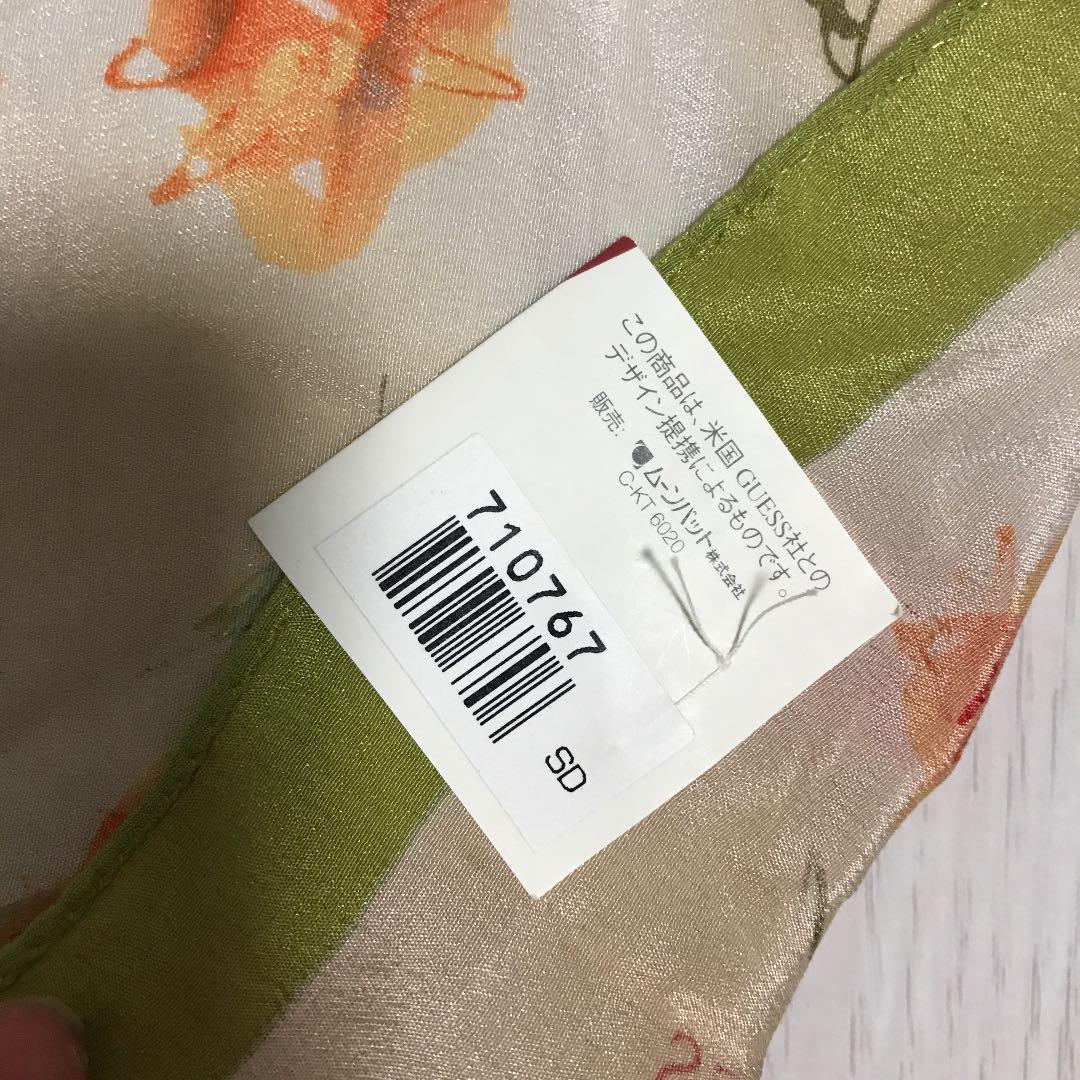 この商品は、米国 GUESS社との
デザイン提携によるものです。
販売: ムーンバット株式会社
C-KT 6020
710767
SD